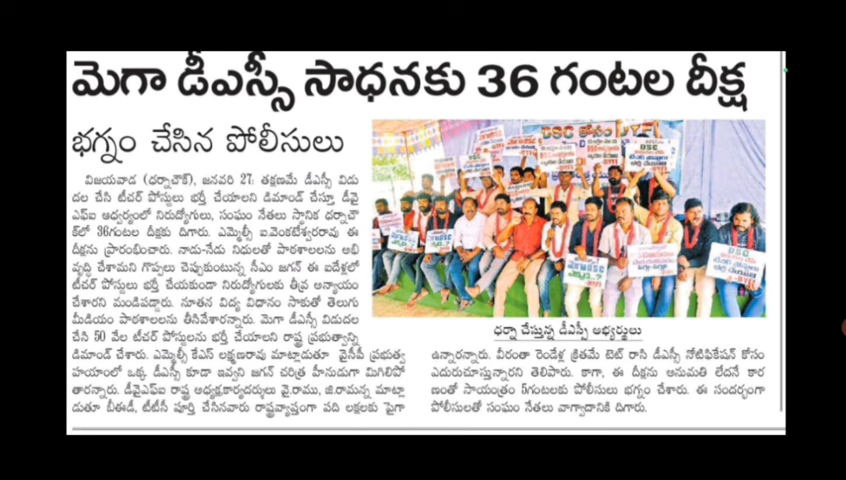 మెగా డీఎస్సీ సాధనకు 36 గంటల దీక్ష
భగ్నం చేసిన పోలీసులు
విజయవాడ (ధర్నాచౌక్), జనవరి 27: తక్షణమే డీఎస్సీ విడు
దల చేసి టీచర్ పోస్టులు భర్తీ చేయాలని డిమాండ్ చేస్తూ డీవై
ఎఫ్ఐ ఆధ్వర్యంలో నిరుద్యోగులు, సంఘం నేతలు స్థానిక ధర్నాచౌ
క్‌లో 36గంటల దీక్షకు దిగారు. ఎమ్మెల్సీ ఐ.వెంకటేశ్వరరావు ఈ
దీక్షను ప్రారంభించారు. నాడు-నేడు నిధులతో పాఠశాలలను అభి
వృద్ధి చేశామని గొప్పలు చెప్పుకుంటున్న సీఎం జగన్ ఈ ఐదేళ్లలో
టీచర్ పోస్టులు భర్తీ చేయకుండా నిరుద్యోగులకు తీవ్ర అన్యాయం
చేశారని మండిపడ్డారు. నూతన విద్య విధానం సాకుతో తెలుగు
మీడియం పాఠశాలలను తీసివేశారన్నారు. మెగా డీఎస్సీ విడుదల
చేసి 50 వేల టీచర్ పోస్టులను భర్తీ చేయాలని రాష్ట్ర ప్రభుత్వాన్ని
డిమాండ్ చేశారు. ఎమ్మెల్సీ కేఎస్ లక్ష్మణరావు మాట్లాడుతూ వైసీపీ ప్రభుత్వ
హయాంలో ఒక్క డీఎస్సీ కూడా ఇవ్వని జగన్ చరిత్ర హీనుడుగా మిగిలిపో
తారన్నారు. డీవైఎఫ్ఐ రాష్ట్ర అధ్యక్ష,కార్యదర్శులు వై.రాము, జి.రామన్న మాట్లా
డుతూ బీఈడీ, టీటీసీ పూర్తి చేసినవారు రాష్ట్రవ్యాప్తంగా పది లక్షలకు పైగా
DSC కోసం DYFI
ధర్నా చేస్తున్న డీఎస్సీ అభ్యర్థులు
ఉన్నారన్నారు. వీరంతా రెండేళ్ల క్రితమే టెట్ రాసి డీఎస్సీ నోటిఫికేషన్ కోసం
ఎదురుచూస్తున్నారని తెలిపారు. కాగా, ఈ దీక్షను అనుమతి లేదనే కార
ణంతో సాయంత్రం 5గంటలకు పోలీసులు భగ్నం చేశారు. ఈ సందర్భంగా
పోలీసులతో సంఘం నేతలు వాగ్వాదానికి దిగారు.